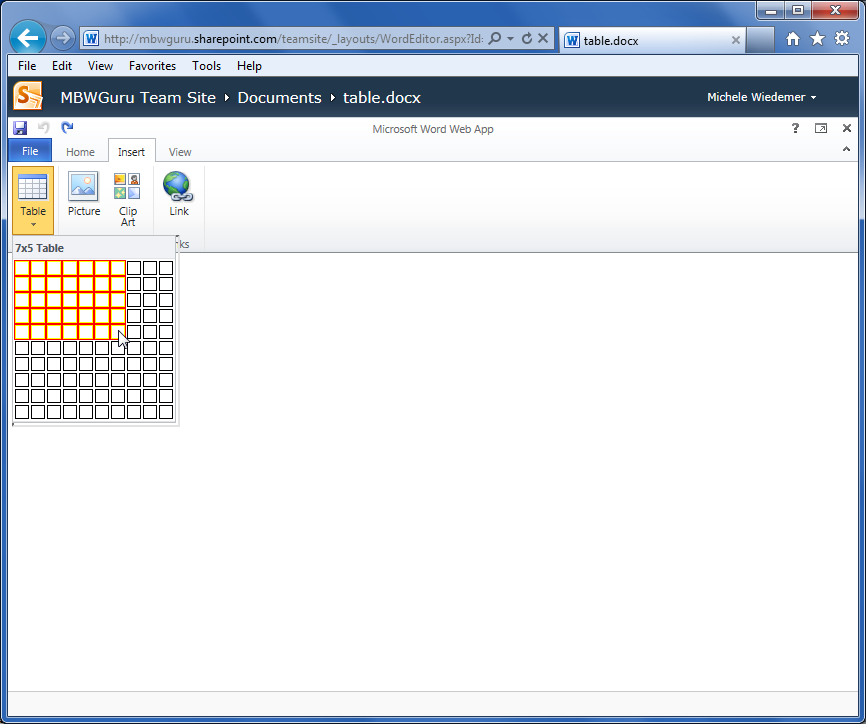 http://mbwguru.sharepoint.com/teamsite/_layouts/WordEditor.aspx?Id: table.docx
File Edit View Favorites Tools Help
MBWGuru Team Site Documents table.docx Michele Wiedemer
Microsoft Word Web App ?
File Home Insert View
Table Picture Clip Art Link
ks
7x5 Table